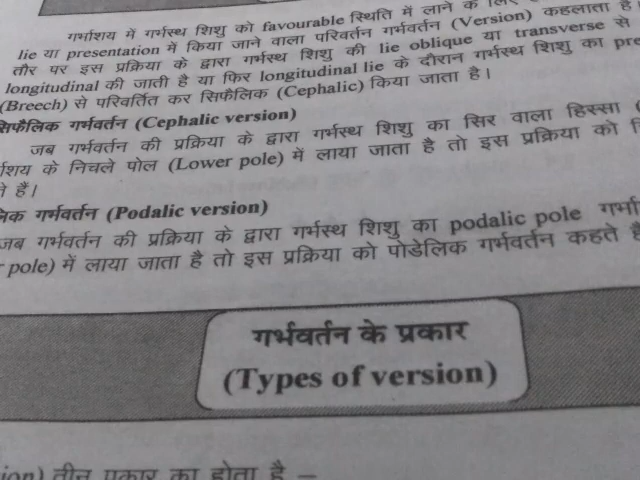 गर्भाशय में गर्भस्थ शिशु को favourable स्थिति में लाने के लिए
lie या presentation में किया जाने वाला परिवर्तन गर्भवर्तन (Version) कहलाता है
तौर पर इस प्रक्रिया के द्वारा गर्भस्थ शिशु की lie oblique या transverse से
longitudinal की जाती है या फिर longitudinal lie के दौरान गर्भस्थ शिशु का
(Breech) से परिवर्तित कर सिफैलिक (Cephalic) किया जाता है।
सिफैलिक गर्भवर्तन (Cephalic version)
जब गर्भवर्तन की प्रक्रिया के द्वारा गर्भस्थ शिशु का सिर वाला हिस्सा
के निचले पोल (Lower pole) में लाया जाता है तो इस प्रक्रिया को
हैं।
गर्भवर्तन (Podalic version)
जब गर्भवर्तन की प्रक्रिया के द्वारा गर्भस्थ शिशु का podalic pole
pole) में लाया जाता है तो इस प्रक्रिया को पोडेलिक गर्भवर्तन कहते
गर्भवर्तन के प्रकार
(Types of version)
तीन प्रकार का होता है –